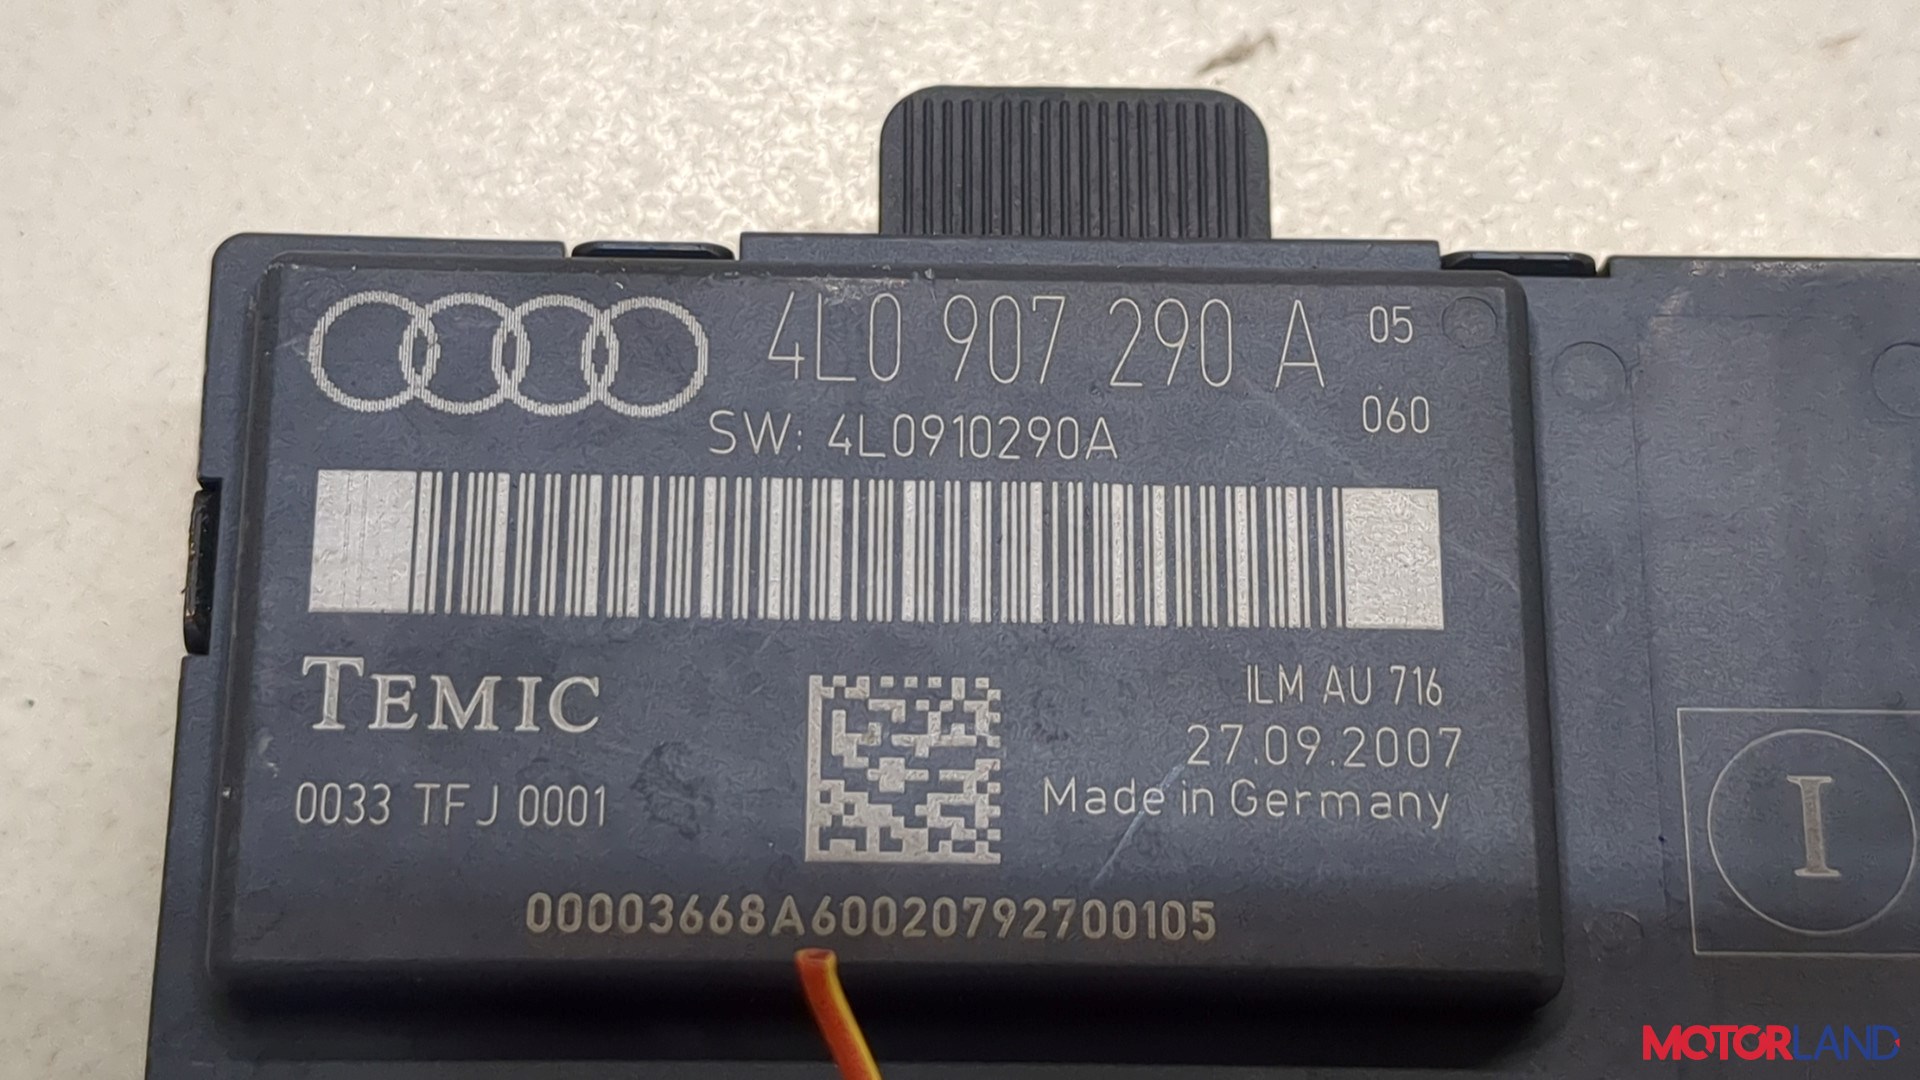 4L0 907 290 A 05
060
SW: 4L0910290A
TEMIC
ILM AU 716
27.09.2007
0033 TFJ 0001
Made in Germany
00003668A60020792700105
I
MOTORLAND